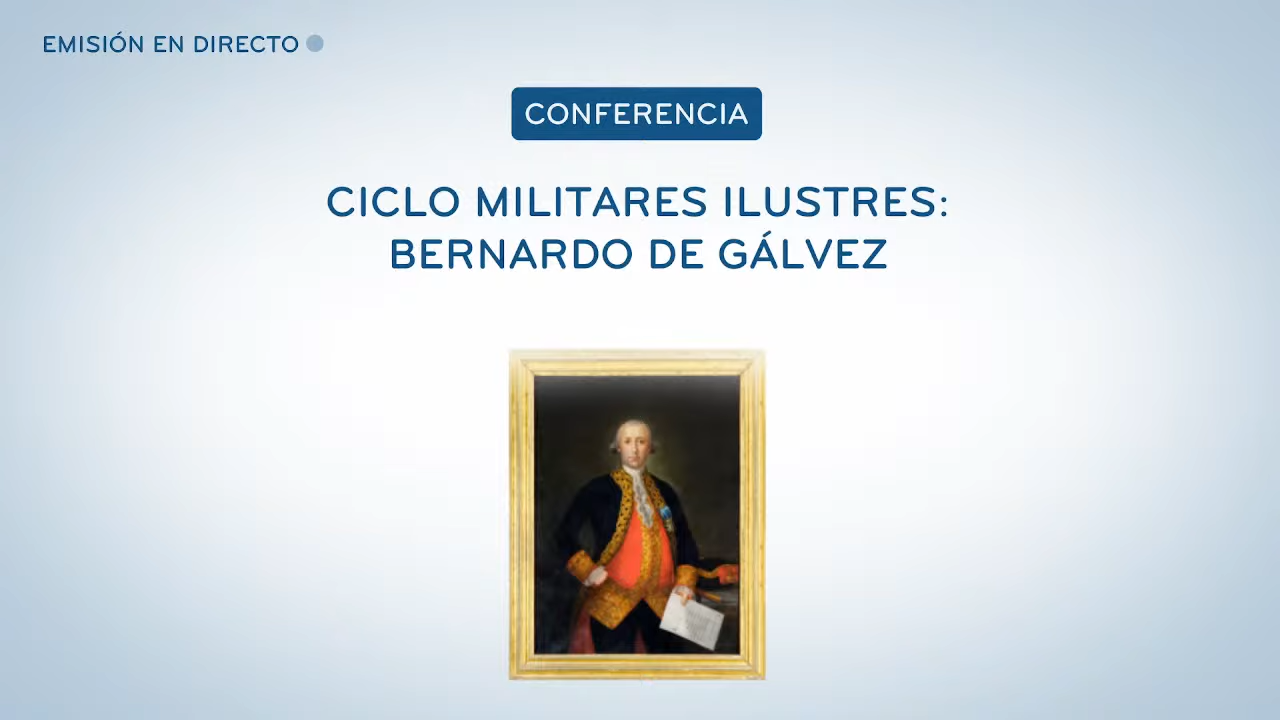 EMISIÓN EN DIRECTO
CONFERENCIA
CICLO MILITARES ILUSTRES:
BERNARDO DE GÁLVEZ